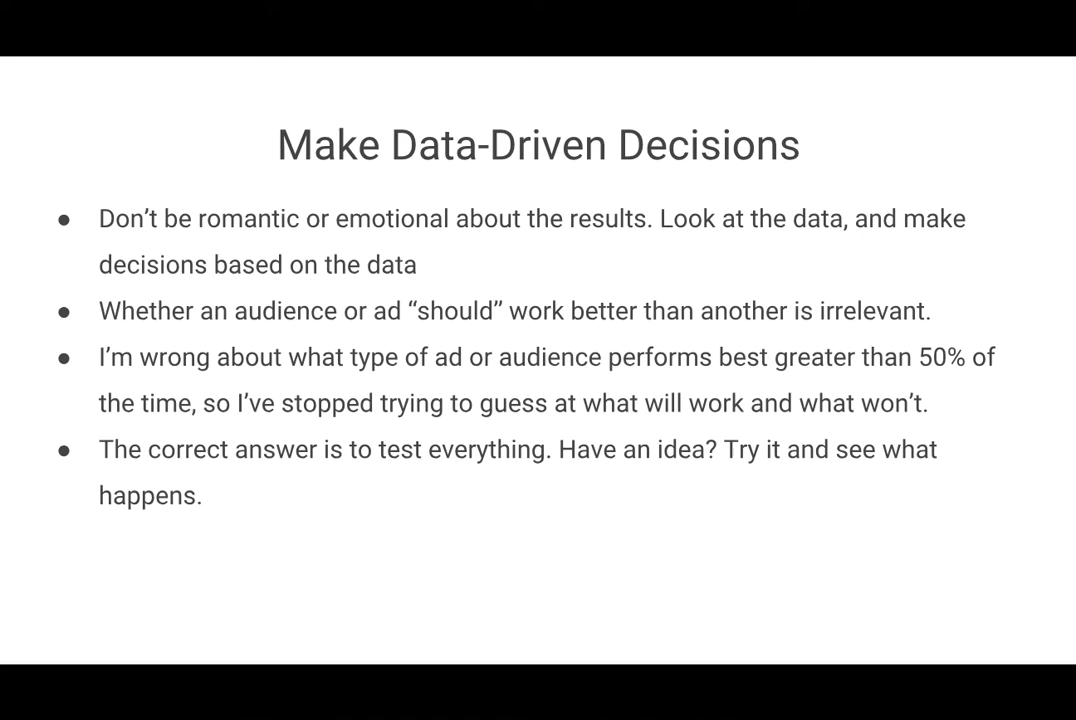 Make Data-Driven Decisions
● Don’t be romantic or emotional about the results. Look at the data, and make
decisions based on the data
● Whether an audience or ad “should” work better than another is irrelevant.
● I’m wrong about what type of ad or audience performs best greater than 50% of
the time, so I’ve stopped trying to guess at what will work and what won’t.
● The correct answer is to test everything. Have an idea? Try it and see what
happens.